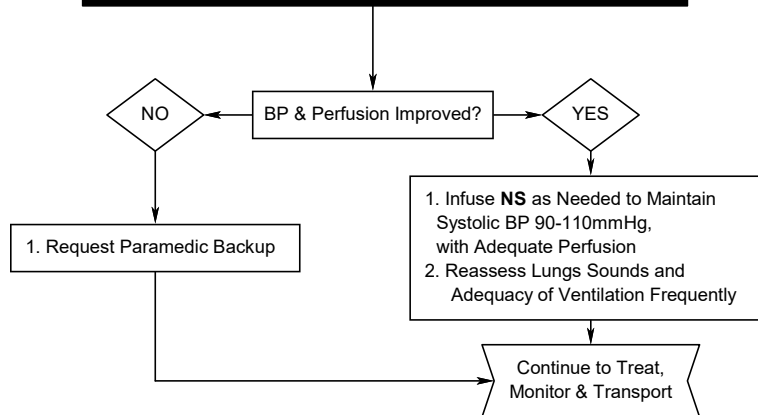 BP & Perfusion Improved?
NO
YES
1. Request Paramedic Backup
1. Infuse NS as Needed to Maintain
Systolic BP 90-110mmHg,
with Adequate Perfusion
2. Reassess Lungs Sounds and
Adequacy of Ventilation Frequently
Continue to Treat,
Monitor & Transport